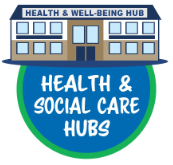 HEALTH & WELL-BEING HUB
HEALTH &
SOCIAL CARE
HUBS